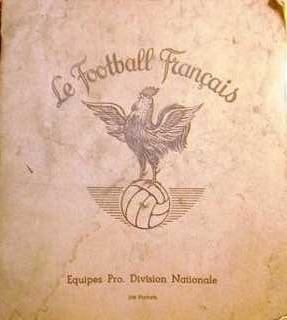 Le Football Français
Equipes Pro. Division Nationale